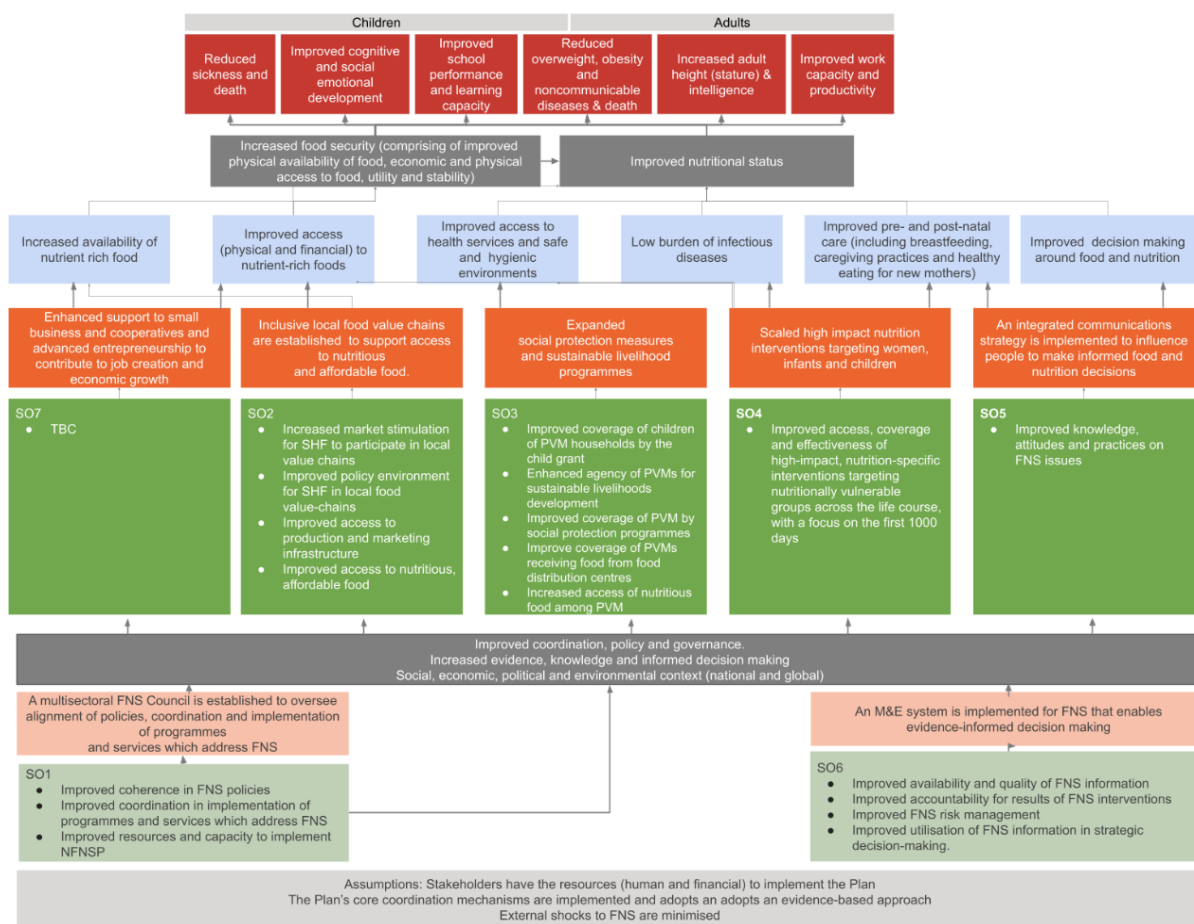 Children
Adults
Reduced
sickness and
death
Improved cognitive
and social
emotional
development
Improved
school
performance
and learning
capacity
Reduced
overweight, obesity
and
noncommunicable
diseases & death
Increased adult
height (stature) &
intelligence
Improved work
capacity and
productivity
Increased food security (comprising of improved
physical availability of food, economic and physical
access to food, utility and stability)
Improved nutritional status
Increased availability of
nutrient rich food
Improved access
(physical and financial) to
nutrient-rich foods
Improved access to
health services and safe
and hygienic
environments
Low burden of infectious
diseases
Improved pre- and post-natal
care (including breastfeeding,
caregiving practices and healthy
eating for new mothers)
Improved decision making
around food and nutrition
Enhanced support to small
business and cooperatives and
advanced entrepreneurship to
contribute to job creation and
economic growth
Inclusive local food value chains
are established to support access
to nutritious
and affordable food.
Expanded
social protection measures
and sustainable livelihood
programmes
Scaled high impact nutrition
interventions targeting women,
infants and children
An integrated communications
strategy is implemented to influence
people to make informed food and
nutrition decisions
SO7
● TBC
SO2
● Increased market stimulation
for SHF to participate in local
value chains
● Improved policy environment
for SHF in local food
value-chains
● Improved access to
production and marketing
infrastructure
● Improved access to nutritious,
affordable food
SO3
● Improved coverage of children
of PVM households by the
child grant
● Enhanced agency of PVMs for
sustainable livelihoods
development
● Improved coverage of PVM by
social protection programmes
● Improve coverage of PVMs
receiving food from food
distribution centres
● Increased access of nutritious
food among PVM
SO4
● Improved access, coverage
and effectiveness of
high-impact, nutrition-specific
interventions targeting
nutritionally vulnerable
groups across the life course,
with a focus on the first 1000
days
SO5
● Improved knowledge,
attitudes and practices on
FNS issues
Improved coordination, policy and governance.
Increased evidence, knowledge and informed decision making
Social, economic, political and environmental context (national and global)
A multisectoral FNS Council is established to oversee
alignment of policies, coordination and implementation
of programmes
and services which address FNS
An M&E system is implemented for FNS that enables
evidence-informed decision making
SO1
● Improved coherence in FNS policies
● Improved coordination in implementation of
programmes and services which address FNS
● Improved resources and capacity to implement
NFNSP
SO6
● Improved availability and quality of FNS information
● Improved accountability for results of FNS interventions
● Improved FNS risk management
● Improved utilisation of FNS information in strategic
decision-making.
Assumptions: Stakeholders have the resources (human and financial) to implement the Plan
The Plan's core coordination mechanisms are implemented and adopts an adopts an evidence-based approach
External shocks to FNS are minimised